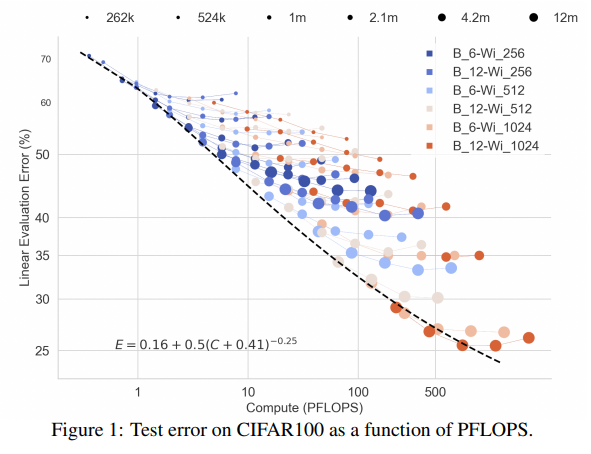 262k 524k 1m 2.1m 4.2m 12m
B_6-Wi_256
B_12-Wi_256
B_6-Wi_512
B_12-Wi_512
B_6-Wi_1024
B_12-Wi_1024
70
60
50
40
35
30
25
Linear Evaluation Error (%)
E = 0.16 + 0.5(C + 0.41)^{-0.25}
1 10 100 500
Compute (PFLOPS)
Figure 1: Test error on CIFAR100 as a function of PFLOPS.